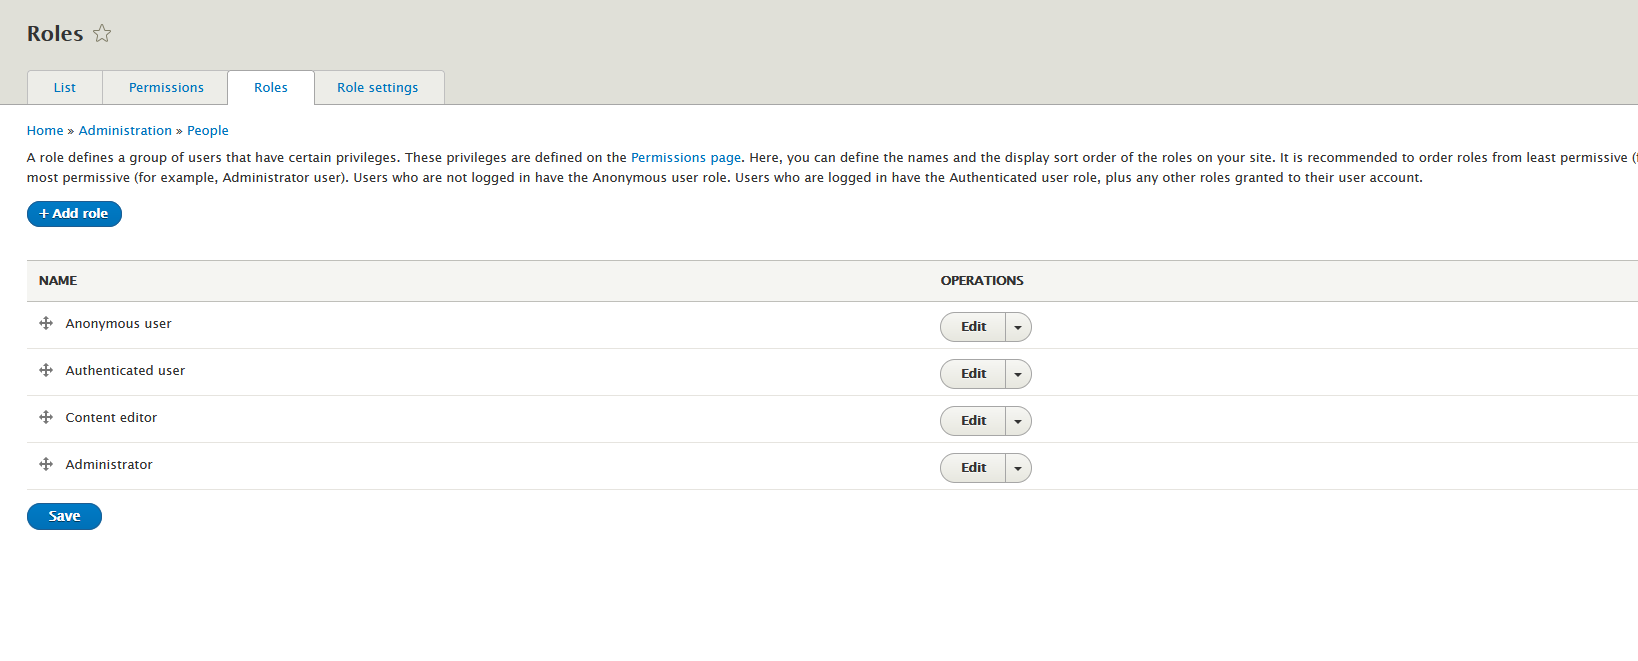 Roles
List Permissions Roles Role settings
Home » Administration » People
A role defines a group of users that have certain privileges. These privileges are defined on the Permissions page. Here, you can define the names and the display sort order of the roles on your site. It is recommended to order roles from least permissive (
most permissive (for example, Administrator user). Users who are not logged in have the Anonymous user role. Users who are logged in have the Authenticated user role, plus any other roles granted to their user account.
+ Add role
NAME OPERATIONS
Anonymous user Edit
Authenticated user Edit
Content editor Edit
Administrator Edit
Save